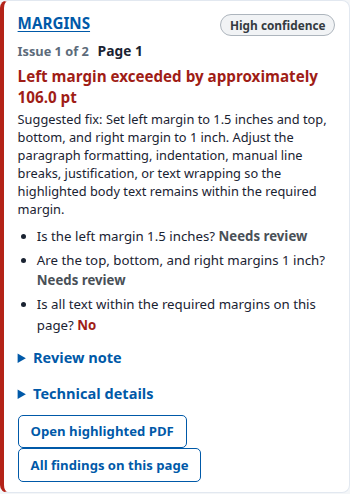 MARGINS
High confidence
Issue 1 of 2 Page 1
Left margin exceeded by approximately
106.0 pt
Suggested fix: Set left margin to 1.5 inches and top,
bottom, and right margin to 1 inch. Adjust the
paragraph formatting, indentation, manual line
breaks, justification, or text wrapping so the
highlighted body text remains within the required
margin.
• Is the left margin 1.5 inches? Needs review
• Are the top, bottom, and right margins 1 inch?
Needs review
• Is all text within the required margins on this
page? No
▶ Review note
▶ Technical details
Open highlighted PDF
All findings on this page